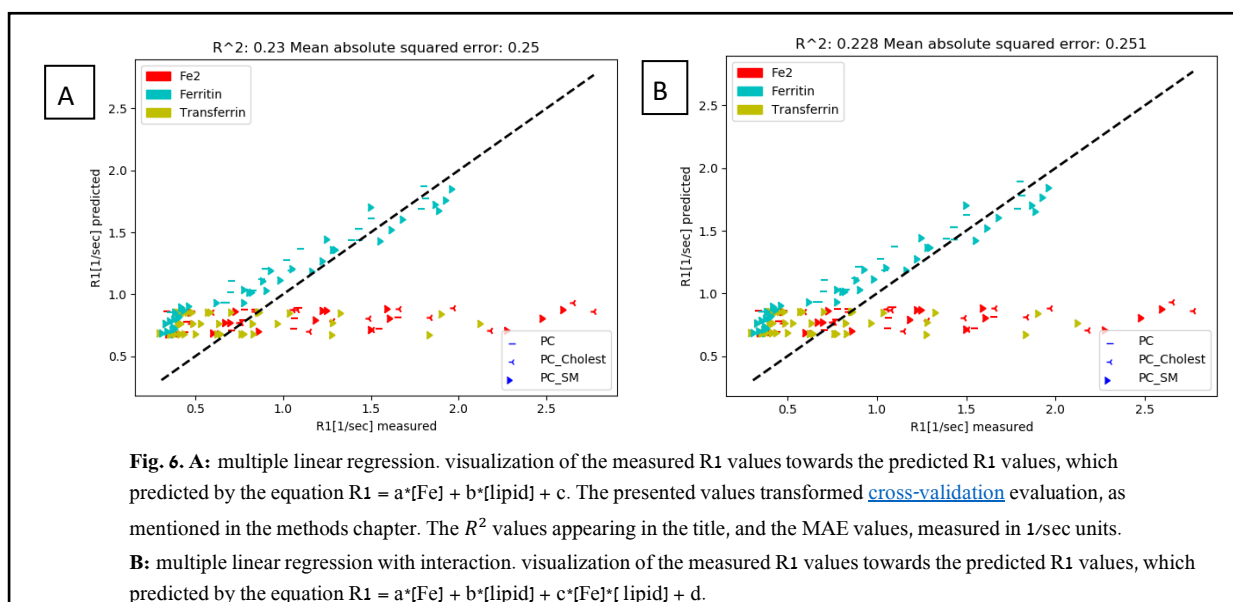 R^2: 0.23 Mean absolute squared error: 0.25
A
Fe2
Ferritin
Transferrin
2.5
2.0
1.5
1.0
0.5
R1[1/sec] predicted
PC
PC_Cholest
PC_SM
0.5 1.0 1.5 2.0 2.5
R1[1/sec] measured
R^2: 0.228 Mean absolute squared error: 0.251
B
Fe2
Ferritin
Transferrin
2.5
2.0
1.5
1.0
0.5
R1[1/sec] predicted
PC
PC_Cholest
PC_SM
0.5 1.0 1.5 2.0 2.5
R1[1/sec] measured
Fig. 6. A: multiple linear regression. visualization of the measured R1 values towards the predicted R1 values, which
predicted by the equation R1 = a*[Fe] + b*[lipid] + c. The presented values transformed cross-validation evaluation, as
mentioned in the methods chapter. The R² values appearing in the title, and the MAE values, measured in 1/sec units.
B: multiple linear regression with interaction. visualization of the measured R1 values towards the predicted R1 values, which
predicted by the equation R1 = a*[Fe] + b*[lipid] + c*[Fe]*[ lipid] + d.